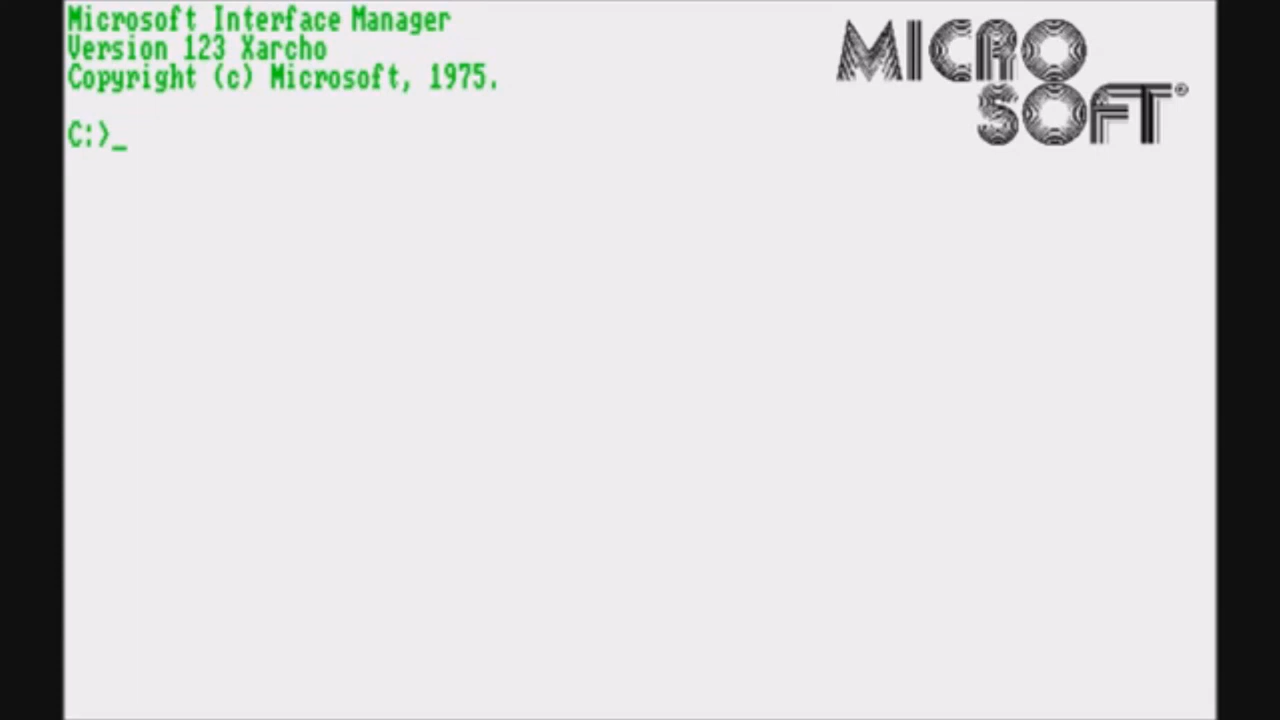 Microsoft Interface Manager
Version 123 Xarcho
Copyright (c) Microsoft, 1975.
C:>_
MICRO
SOFT®